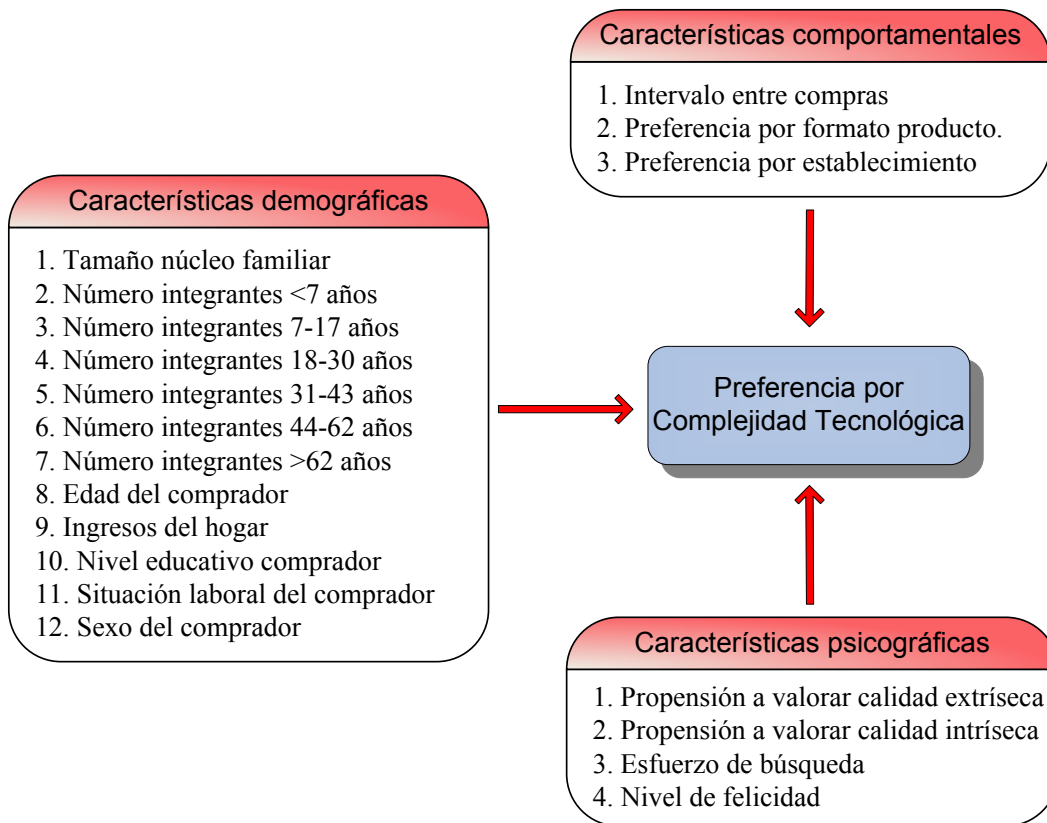 Características comportamentales
1. Intervalo entre compras
2. Preferencia por formato producto.
3. Preferencia por establecimiento
Características demográficas
1. Tamaño núcleo familiar
2. Número integrantes <7 años
3. Número integrantes 7-17 años
4. Número integrantes 18-30 años
5. Número integrantes 31-43 años
6. Número integrantes 44-62 años
7. Número integrantes >62 años
8. Edad del comprador
9. Ingresos del hogar
10. Nivel educativo comprador
11. Situación laboral del comprador
12. Sexo del comprador
Preferencia por
Complejidad Tecnológica
Características psicográficas
1. Propensión a valorar calidad extríseca
2. Propensión a valorar calidad intríseca
3. Esfuerzo de búsqueda
4. Nivel de felicidad